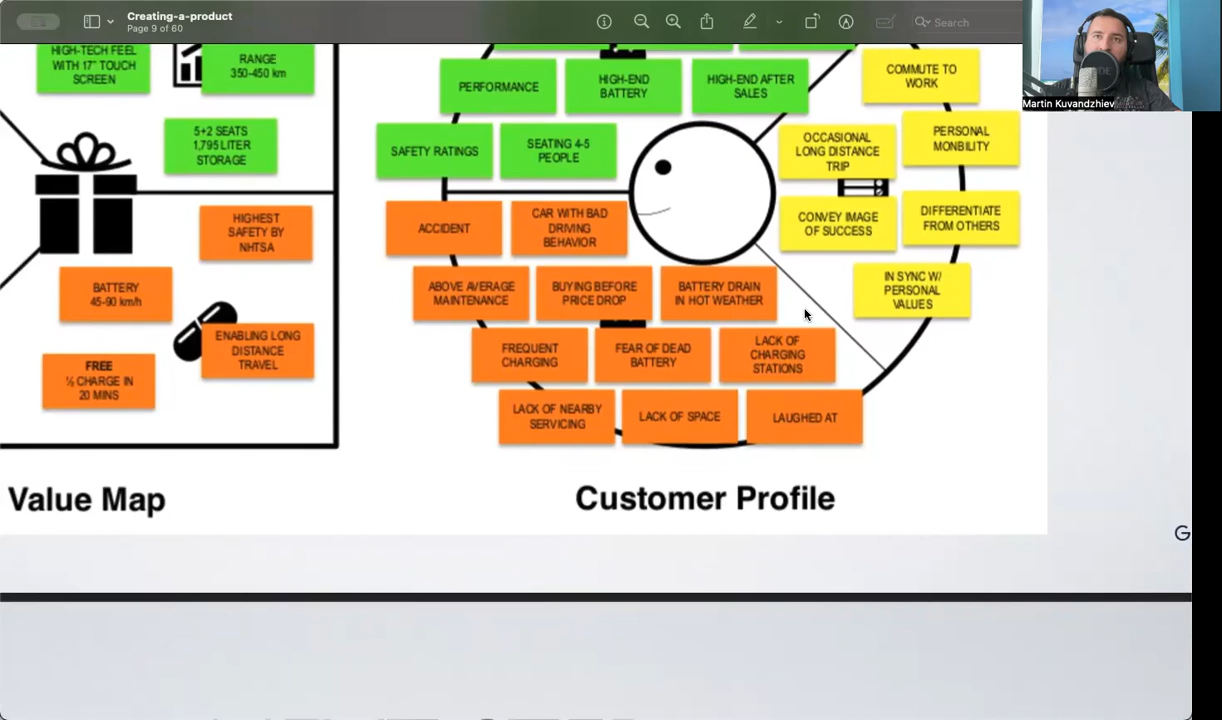 Creating-a-product
Page 9 of 60
Search
Martin Kuvandzhiev
HIGH-TECH FEEL
WITH 17" TOUCH
SCREEN
RANGE
350-450 km
5+2 SEATS
1,795 LITER
STORAGE
HIGHEST
SAFETY BY
NHTSA
BATTERY
45-90 km/h
ENABLING LONG
DISTANCE
TRAVEL
FREE
½ CHARGE IN
20 MINS
Value Map
PERFORMANCE
HIGH-END
BATTERY
HIGH-END AFTER
SALES
SAFETY RATINGS
SEATING 4-5
PEOPLE
COMMUTE TO
WORK
OCCASIONAL
LONG DISTANCE
TRIP
PERSONAL
MONBILITY
CONVEY IMAGE
OF SUCCESS
DIFFERENTIATE
FROM OTHERS
IN SYNC W/
PERSONAL
VALUES
ACCIDENT
CAR WITH BAD
DRIVING
BEHAVIOR
ABOVE AVERAGE
MAINTENANCE
BUYING BEFORE
PRICE DROP
BATTERY DRAIN
IN HOT WEATHER
FREQUENT
CHARGING
FEAR OF DEAD
BATTERY
LACK OF
CHARGING
STATIONS
LACK OF NEARBY
SERVICING
LACK OF SPACE
LAUGHED AT
Customer Profile
G